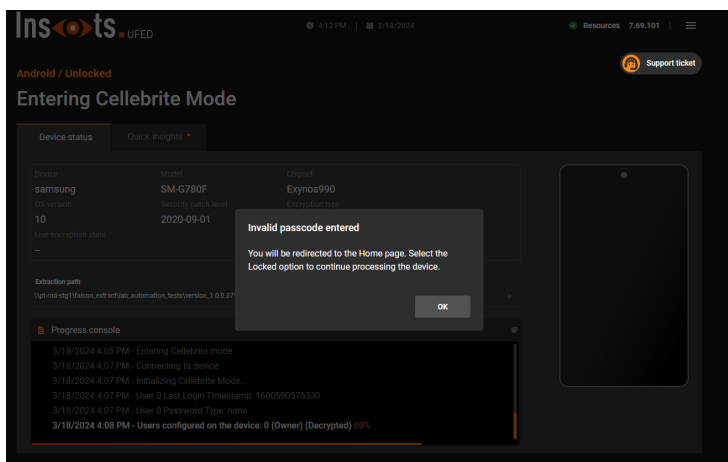 Ins ts. UFED
4:12 PM | 3/18/2024
Resources 7.69.101
Support ticket
Android / Unlocked
Entering Cellebrite Mode
Device status
Quick insights
Device
Model
Chipset
samsung
SM-G780F
Exynos990
OS version
Security patch level
Encryption type
10
2020-09-01
Live encryption state
--
Invalid passcode entered
You will be redirected to the Home page. Select the
Locked option to continue processing the device.
OK
Extraction path
Progress console
3/18/2024 4:05 PM - Entering Cellebrite mode
3/18/2024 4:07 PM - Connecting to device
3/18/2024 4:07 PM - Initializing Cellebrite Mode...
3/18/2024 4:07 PM - User 0 Last Login Timestamp: 1600590575330
3/18/2024 4:07 PM - User 0 Password Type: none
3/18/2024 4:08 PM - Users configured on the device: 0 (Owner) (Decrypted) 80%